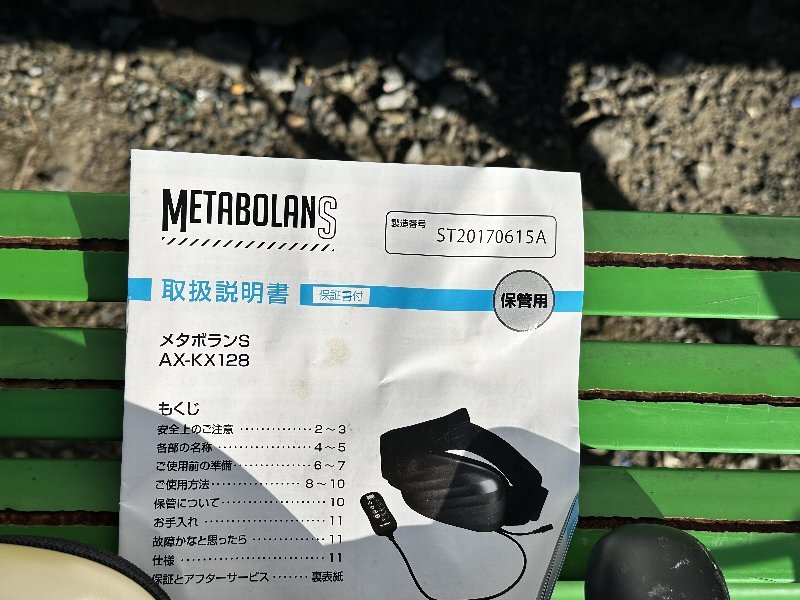 METABOLANS
製造番号 ST20170615A
取扱説明書 保証書付
保管用
メタボランS
AX-KX128
もくじ
安全上のご注意 ・・・・・・・・・・・・・ 2～3
各部の名称 ・・・・・・・・・・・・・・・・・ 4～5
ご使用前の準備 ・・・・・・・・・・・・・ 6～7
ご使用方法 ・・・・・・・・・・・・・・・・ 8～10
保管について ・・・・・・・・・・・・・・・・・・ 10
お手入れ ・・・・・・・・・・・・・・・・・・・・・・ 11
故障かなと思ったら ・・・・・・・・・・・・ 11
仕様 ・・・・・・・・・・・・・・・・・・・・・・・・・・ 11
保証とアフターサービス ・・・・・・・ 裏表紙